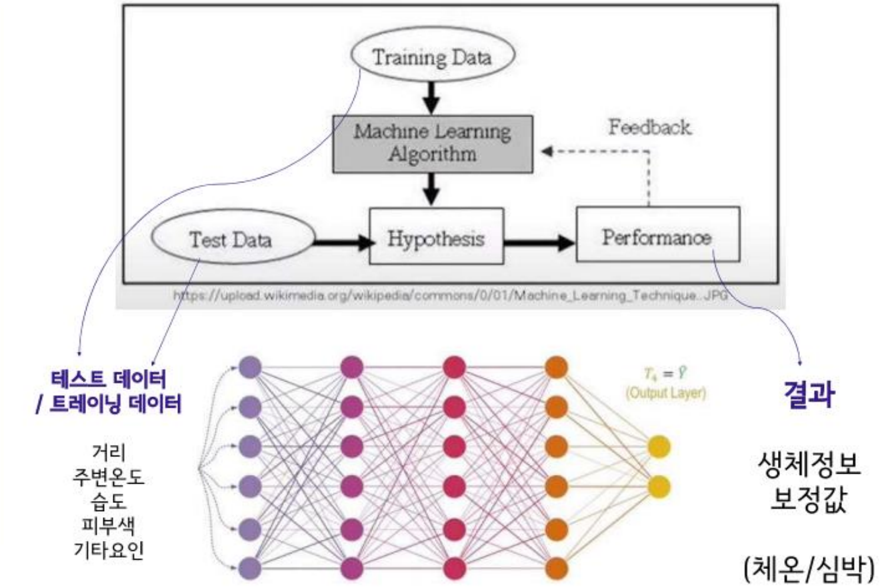 Training Data
Machine Learning
Algorithm
Feedback
Test Data
Hypothesis
Performance
https://upload.wikimedia.org/wikipedia/commons/0/01/Machine_Learning_Technique..JPG
테스트 데이터
/ 트레이닝 데이터
거리
주변온도
습도
피부색
기타요인
T₄ = Ŷ
(Output Layer)
결과
생체정보
보정값
(체온/심박)